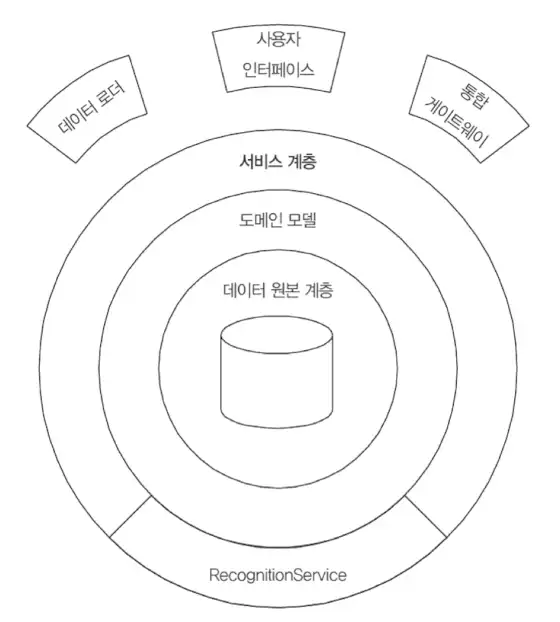 사용자
인터페이스
데이터 로더
통합
게이트웨이
서비스 계층
도메인 모델
데이터 원본 계층
RecognitionService